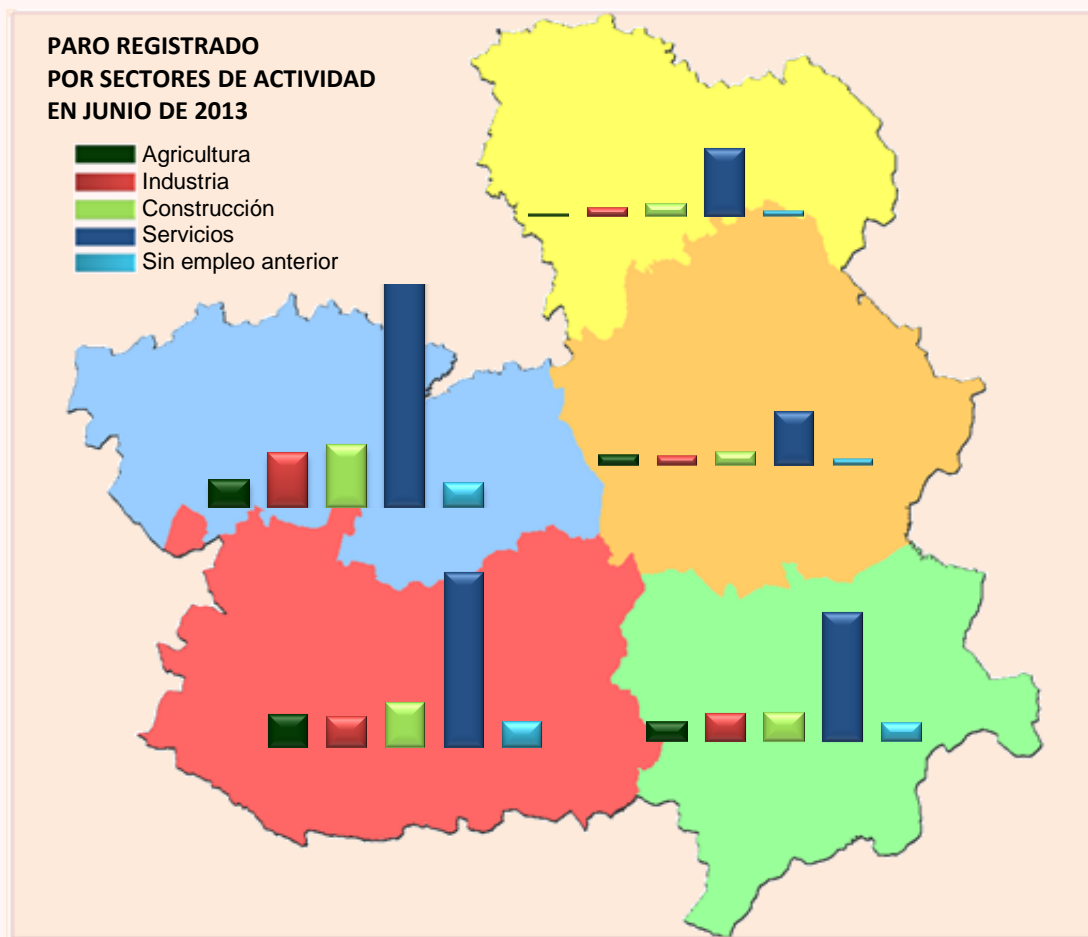 PARO REGISTRADO
POR SECTORES DE ACTIVIDAD
EN JUNIO DE 2013
Agricultura
Industria
Construcción
Servicios
Sin empleo anterior